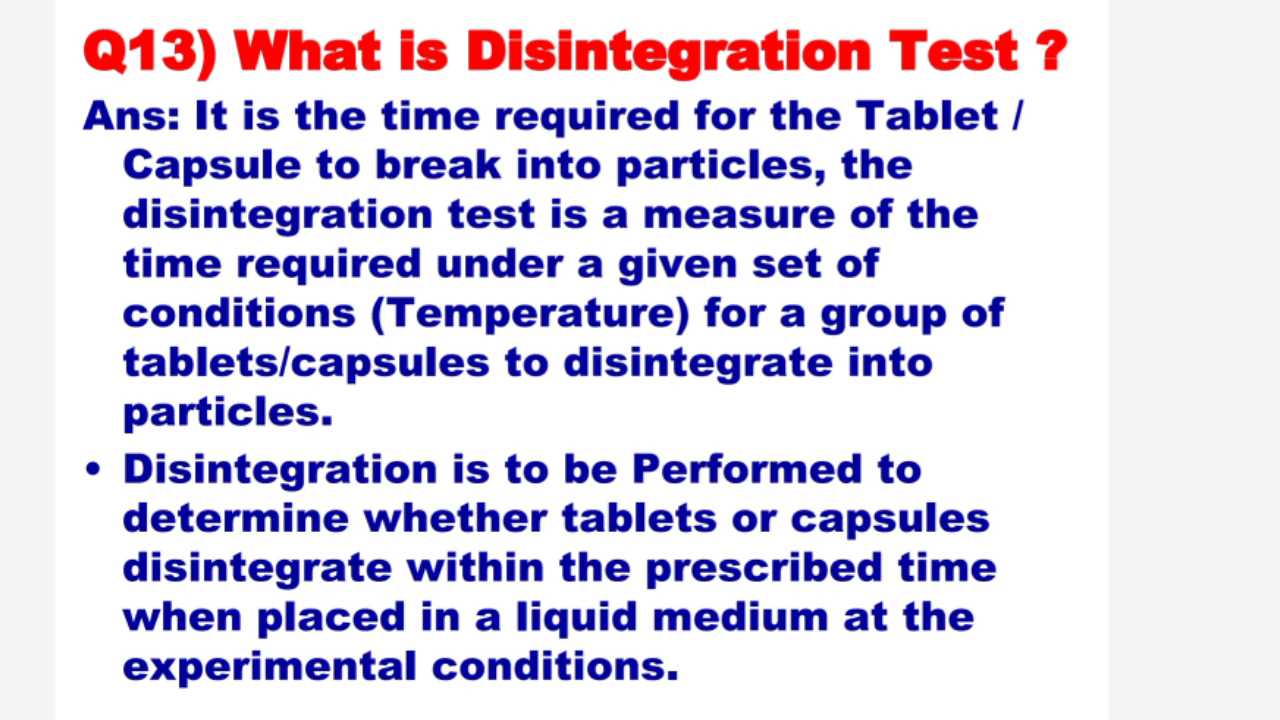 Q13) What is Disintegration Test ?
Ans: It is the time required for the Tablet /
Capsule to break into particles, the
disintegration test is a measure of the
time required under a given set of
conditions (Temperature) for a group of
tablets/capsules to disintegrate into
particles.
• Disintegration is to be Performed to
determine whether tablets or capsules
disintegrate within the prescribed time
when placed in a liquid medium at the
experimental conditions.